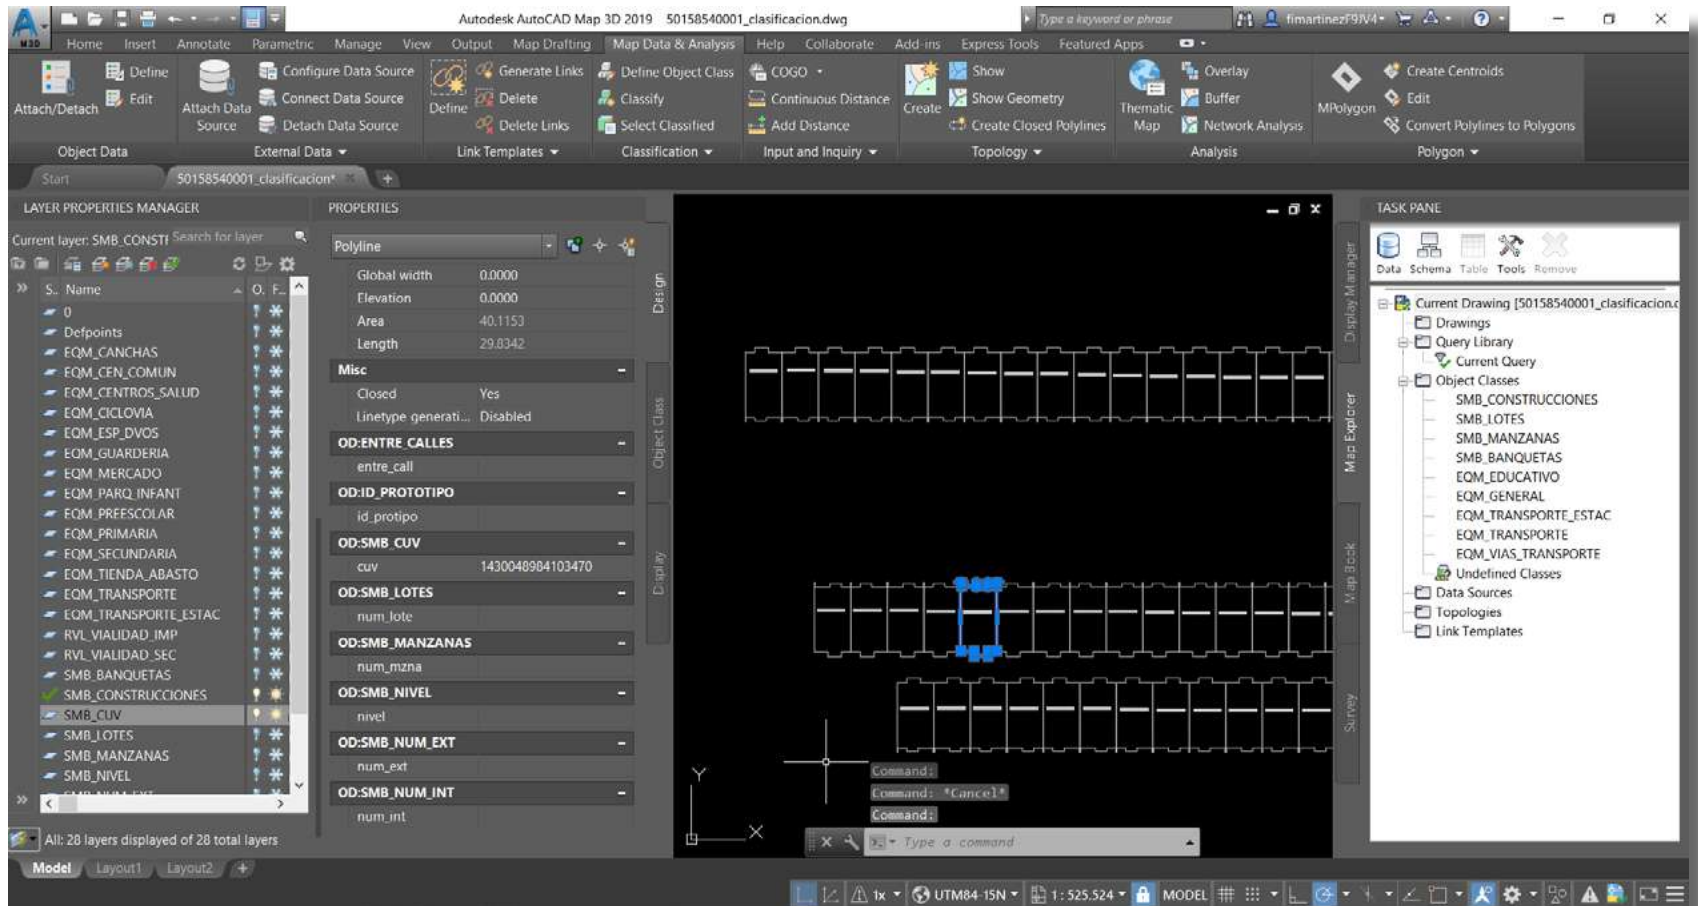 Autodesk AutoCAD Map 3D 2019 50158540001_clasificacion.dwg
Type a keyword or phrase
fimartinezF9JV4
M3D
Home Insert Annotate Parametric Manage View Output Map Drafting Map Data & Analysis Help Collaborate Add-ins Express Tools Featured Apps
Attach/Detach
Define
Edit
Object Data
Attach Data Source
Configure Data Source
Connect Data Source
Detach Data Source
External Data
Define
Generate Links
Delete
Delete Links
Link Templates
Define Object Class
Classify
Select Classified
Classification
COGO
Continuous Distance
Add Distance
Input and Inquiry
Create
Show
Show Geometry
Create Closed Polylines
Topology
Thematic Map
Overlay
Buffer
Network Analysis
Analysis
MPolygon
Create Centroids
Edit
Convert Polylines to Polygons
Polygon
Start 50158540001_clasificacion*
LAYER PROPERTIES MANAGER
Current layer: SMB_CONSTI
Search for layer
S.. Name O. F..
0
Defpoints
EQM_CANCHAS
EQM_CEN_COMUN
EQM_CENTROS_SALUD
EQM_CICLOVIA
EQM_ESP_DVOS
EQM_GUARDERIA
EQM_MERCADO
EQM_PARQ_INFANT
EQM_PREESCOLAR
EQM_PRIMARIA
EQM_SECUNDARIA
EQM_TIENDA_ABASTO
EQM_TRANSPORTE
EQM_TRANSPORTE_ESTAC
RVL_VIALIDAD_IMP
RVL_VIALIDAD_SEC
SMB_BANQUETAS
SMB_CONSTRUCCIONES
SMB_CUV
SMB_LOTES
SMB_MANZANAS
SMB_NIVEL
All: 28 layers displayed of 28 total layers
PROPERTIES
Polyline
Global width 0.0000
Elevation 0.0000
Area 40.1153
Length 29.8342
Misc
Closed Yes
Linetype generati... Disabled
OD:ENTRE CALLES
entre_call
OD:ID_PROTOTIPO
id_protipo
OD:SMB_CUV
cuv 1430048984103470
OD:SMB_LOTES
num_lote
OD:SMB_MANZANAS
num_mzna
OD:SMB_NIVEL
nivel
OD:SMB_NUM_EXT
num_ext
OD:SMB_NUM_INT
num_int
Design
Object Class
Display
Y
X
Command:
Command: *Cancel*
Command:
Type a command
Display Manager
Map Explorer
Map Book
Survey
TASK PANE
Data Schema Table Tools Remove
Current Drawing [50158540001_clasificacion.c
Drawings
Query Library
Current Query
Object Classes
SMB_CONSTRUCCIONES
SMB_LOTES
SMB_MANZANAS
SMB_BANQUETAS
EQM_EDUCATIVO
EQM_GENERAL
EQM_TRANSPORTE_ESTAC
EQM_TRANSPORTE
EQM_VIAS_TRANSPORTE
Undefined Classes
Data Sources
Topologies
Link Templates
Model Layout1 Layout2 +
1x UTM84-15N 1 : 525.524 MODEL